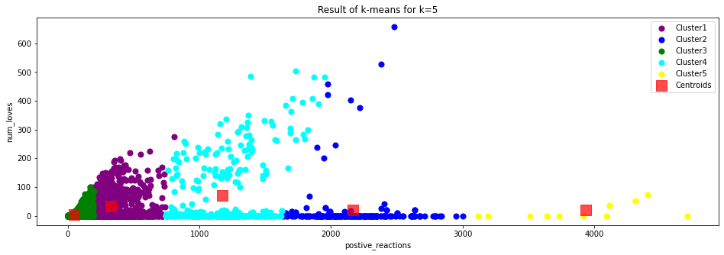 Result of k-means for k=5
Cluster1
Cluster2
Cluster3
Cluster4
Cluster5
Centroids
num_loves
600
500
400
300
200
100
0
0
1000
2000
3000
4000
postive_reactions